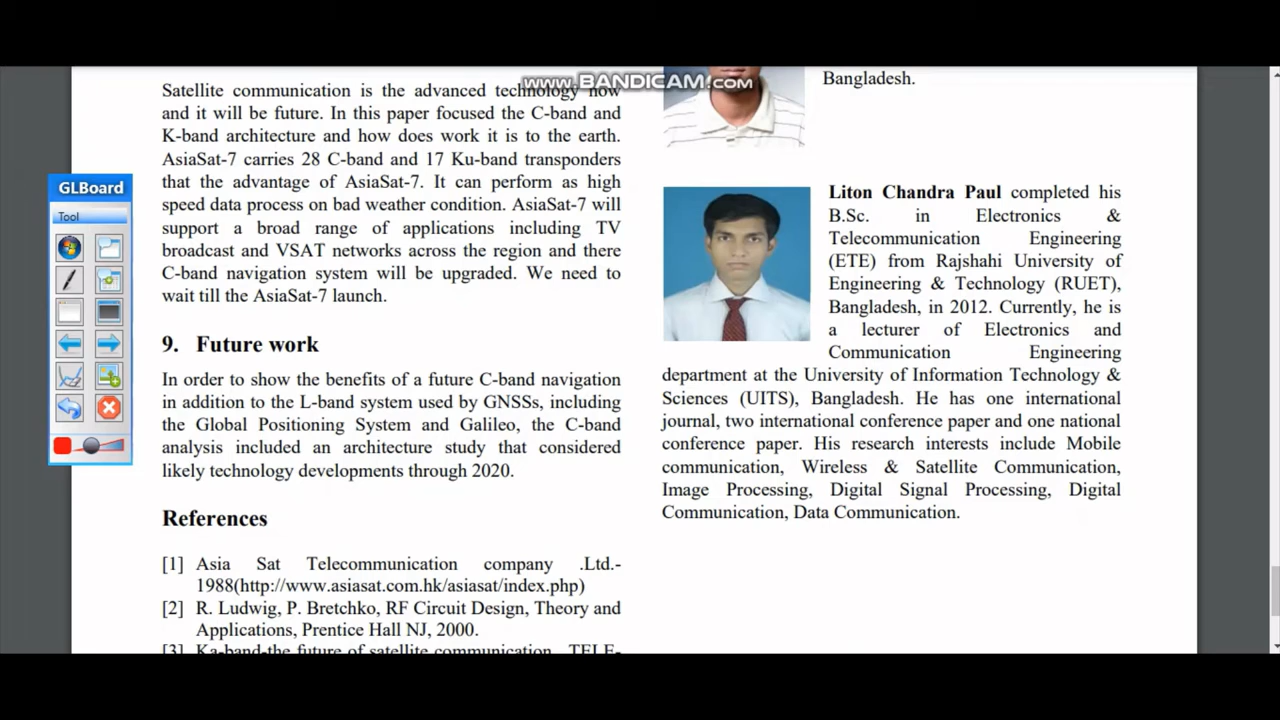 www.BANDICAM.com
GLBoard
Tool
Satellite communication is the advanced technology now
and it will be future. In this paper focused the C-band and
K-band architecture and how does work it is to the earth.
AsiaSat-7 carries 28 C-band and 17 Ku-band transponders
that the advantage of AsiaSat-7. It can perform as high
speed data process on bad weather condition. AsiaSat-7 will
support a broad range of applications including TV
broadcast and VSAT networks across the region and there
C-band navigation system will be upgraded. We need to
wait till the AsiaSat-7 launch.
9. Future work
In order to show the benefits of a future C-band navigation
in addition to the L-band system used by GNSSs, including
the Global Positioning System and Galileo, the C-band
analysis included an architecture study that considered
likely technology developments through 2020.
References
[1] Asia Sat Telecommunication company .Ltd.-
1988(http://www.asiasat.com.hk/asiasat/index.php)
[2] R. Ludwig, P. Bretchko, RF Circuit Design, Theory and
Applications, Prentice Hall NJ, 2000.
[3] Ka-band-the future of satellite communication, TELE-
Bangladesh.
Liton Chandra Paul completed his
B.Sc. in Electronics &
Telecommunication Engineering
(ETE) from Rajshahi University of
Engineering & Technology (RUET),
Bangladesh, in 2012. Currently, he is
a lecturer of Electronics and
Communication Engineering
department at the University of Information Technology &
Sciences (UITS), Bangladesh. He has one international
journal, two international conference paper and one national
conference paper. His research interests include Mobile
communication, Wireless & Satellite Communication,
Image Processing, Digital Signal Processing, Digital
Communication, Data Communication.